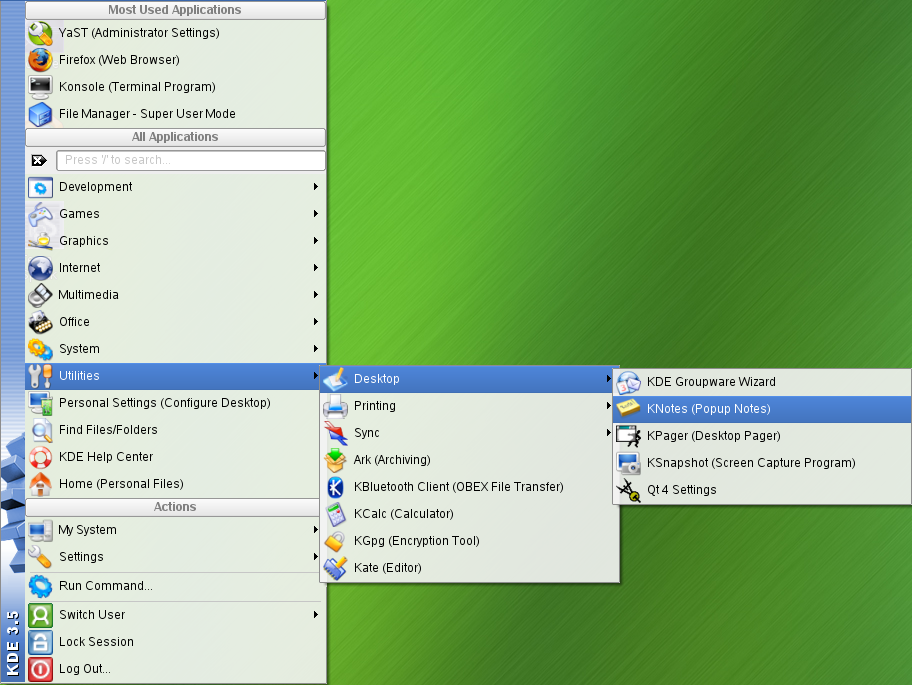 Most Used Applications
YaST (Administrator Settings)
Firefox (Web Browser)
Konsole (Terminal Program)
File Manager - Super User Mode
All Applications
Press '/' to search...
Development
Games
Graphics
Internet
Multimedia
Office
System
Utilities
Personal Settings (Configure Desktop)
Find Files/Folders
KDE Help Center
Home (Personal Files)
Actions
My System
Settings
Run Command...
Switch User
Lock Session
Log Out...
KDE 3.5
Desktop
Printing
Sync
Ark (Archiving)
KBluetooth Client (OBEX File Transfer)
KCalc (Calculator)
KGpg (Encryption Tool)
Kate (Editor)
KDE Groupware Wizard
KNotes (Popup Notes)
KPager (Desktop Pager)
KSnapshot (Screen Capture Program)
Qt 4 Settings